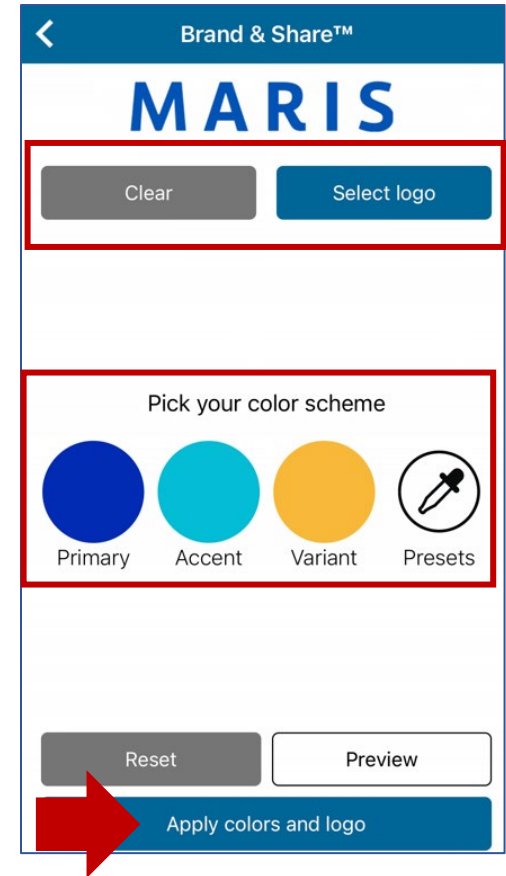 Brand & Share™
MARIS
Clear Select logo
Pick your color scheme
Primary Accent Variant Presets
Reset Preview
Apply colors and logo